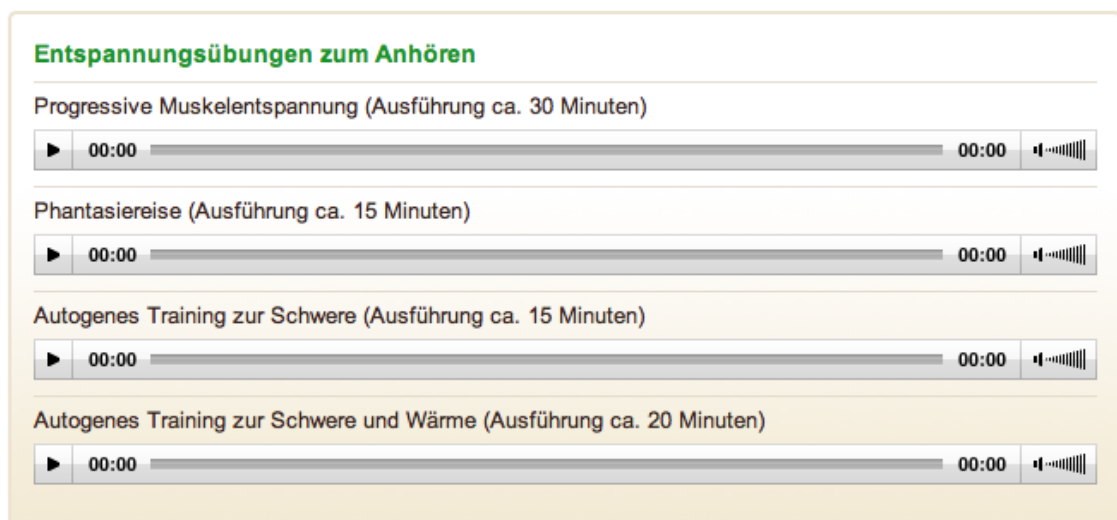 Entspannungsübungen zum Anhören
Progressive Muskelentspannung (Ausführung ca. 30 Minuten)
00:00 00:00
Phantasiereise (Ausführung ca. 15 Minuten)
00:00 00:00
Autogenes Training zur Schwere (Ausführung ca. 15 Minuten)
00:00 00:00
Autogenes Training zur Schwere und Wärme (Ausführung ca. 20 Minuten)
00:00 00:00